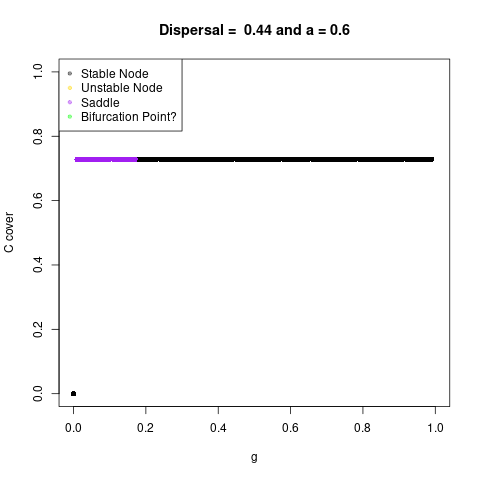 Dispersal =  0.44 and a = 0.6
Stable Node
Unstable Node
Saddle
Bifurcation Point?
C cover
1.0
0.8
0.6
0.4
0.2
0.0
0.0 0.2 0.4 0.6 0.8 1.0
g